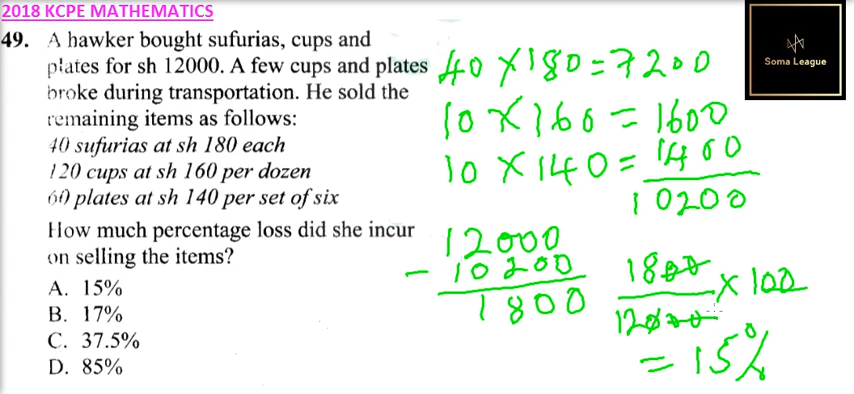 2018 KCPE MATHEMATICS
49. A hawker bought sufurias, cups and
plates for sh 12000. A few cups and plates
broke during transportation. He sold the
remaining items as follows:
40 sufurias at sh 180 each
120 cups at sh 160 per dozen
60 plates at sh 140 per set of six
How much percentage loss did she incur
on selling the items?
A. 15%
B. 17%
C. 37.5%
D. 85%
40 × 180 = 7200
10 × 160 = 1600
10 × 140 = 1400
10200
12000
- 10200
1800
1800 × 100
12000
= 15%
Soma League